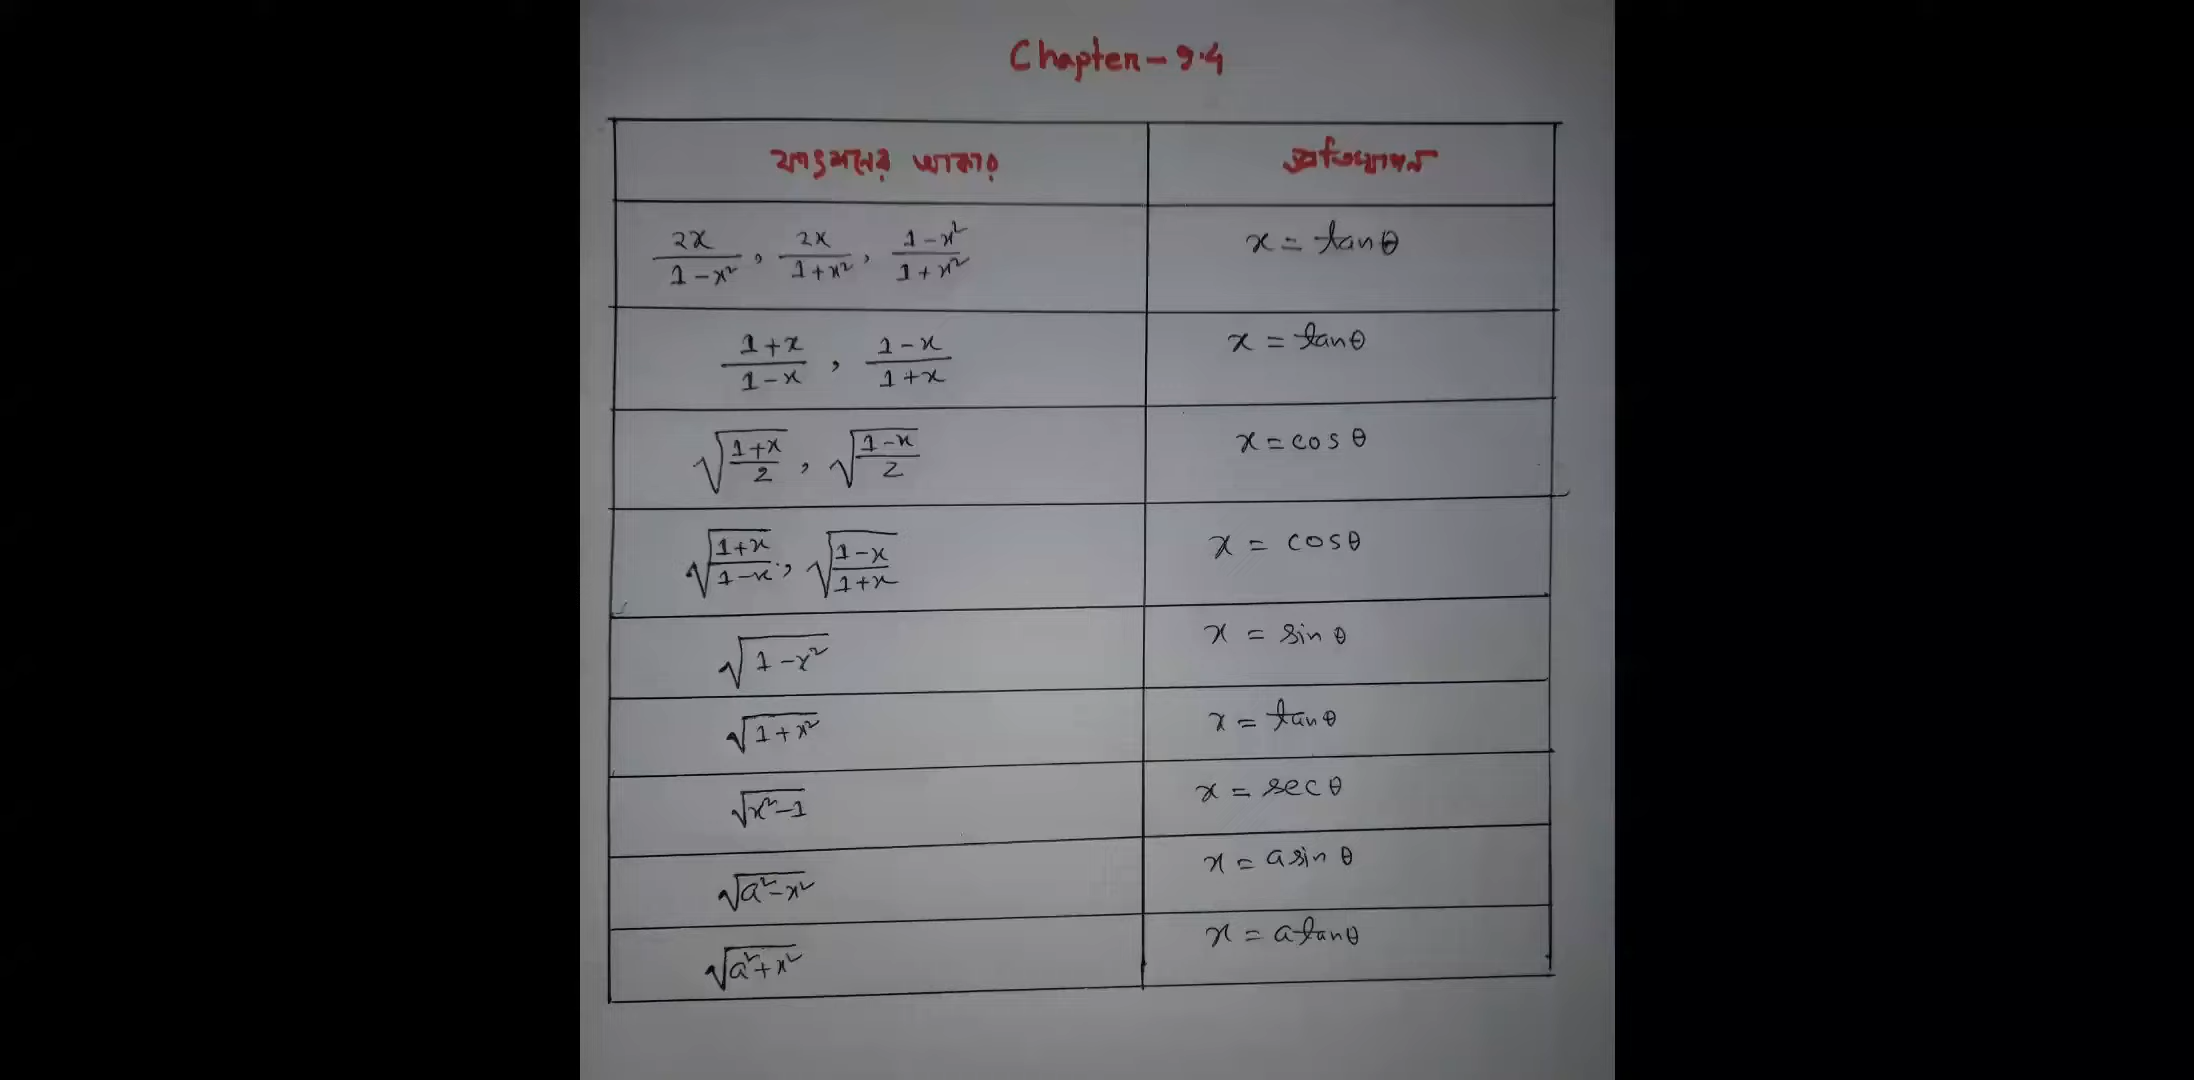 Chapter - 9.4
ফাংশনের আকার | প্রতিস্থাপন
2x/(1-x²), 2x/(1+x²), (1-x²)/(1+x²) | x = tanθ
(1+x)/(1-x), (1-x)/(1+x) | x = tanθ
√((1+x)/2), √((1-x)/2) | x = cosθ
√((1+x)/(1-x)), √((1-x)/(1+x)) | x = cosθ
√(1-x²) | x = sinθ
√(1+x²) | x = tanθ
√(x²-1) | x = secθ
√(a²-x²) | x = a sinθ
√(a²+x²) | x = a tanθ